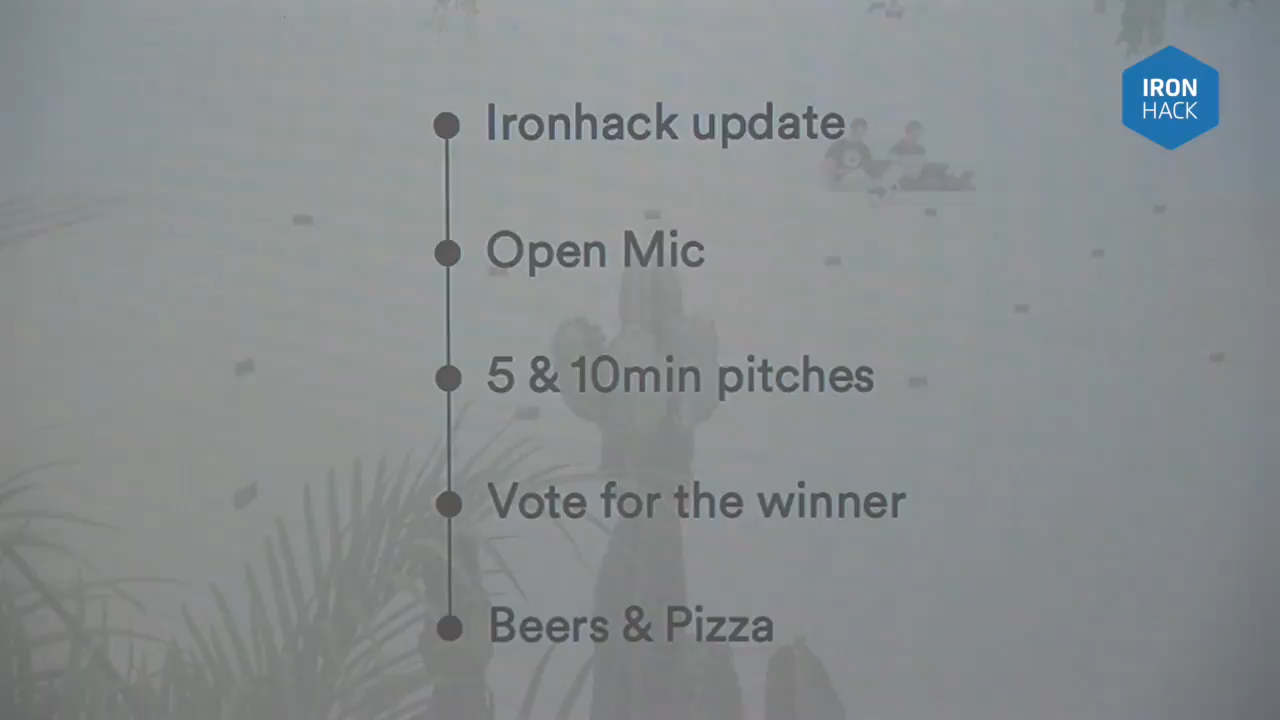 IRON
HACK
Ironhack update
Open Mic
5 & 10min pitches
Vote for the winner
Beers & Pizza